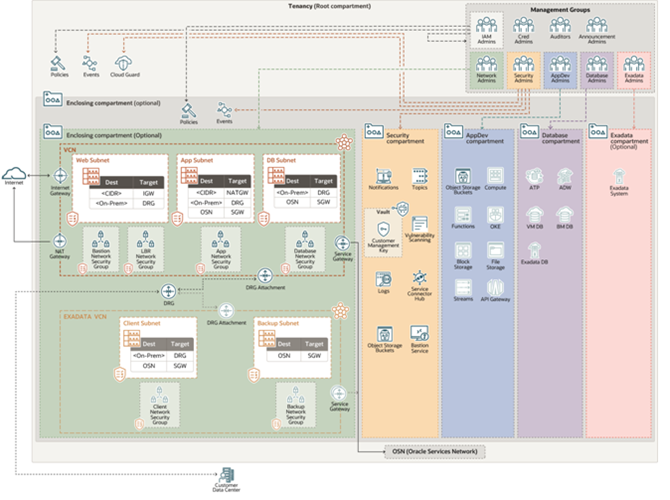 Tenancy (Root compartment)
Management Groups
IAM
Admins
Cred
Admins
Auditors
Announcement
Admins
Network
Admins
Security
Admins
AppDev
Admins
Database
Admins
Exadata
Admins
Policies
Events
Cloud Guard
Enclosing compartment (optional)
Policies
Events
Enclosing compartment (Optional)
VCN
Web Subnet
Dest Target
<CIDR> IGW
<On-Prem> DRG
App Subnet
Dest Target
<CIDR> NATGW
<On-Prem> DRG
OSN SGW
DB Subnet
Dest Target
<On-Prem> DRG
OSN SGW
Internet
Internet
Gateway
NAT
Gateway
Bastion
Network
Security
Group
LBR
Network
Security
Group
App
Network
Security
Group
Database
Network
Security
Group
Service
Gateway
DRG Attachment
DRG
DRG Attachment
EXADATA VCN
Client Subnet
Dest Target
<On-Prem> DRG
OSN SGW
Backup Subnet
Dest Target
OSN SGW
Client
Network
Security
Group
Backup
Network
Security
Group
Service
Gateway
Security
compartment
Notifications
Topics
Vault
Customer
Management
Key
Vulnerability
Scanning
Logs
Service
Connector
Hub
Object Storage
Buckets
Bastion
Service
AppDev
compartment
Object Storage
Buckets
Compute
Functions
OKE
Block
Storage
File
Storage
Streams
API Gateway
Database
compartment
ATP
ADW
VM DB
BM DB
Exadata DB
Exadata
compartment
(Optional)
Exadata
System
OSN (Oracle Services Network)
Customer
Data Center